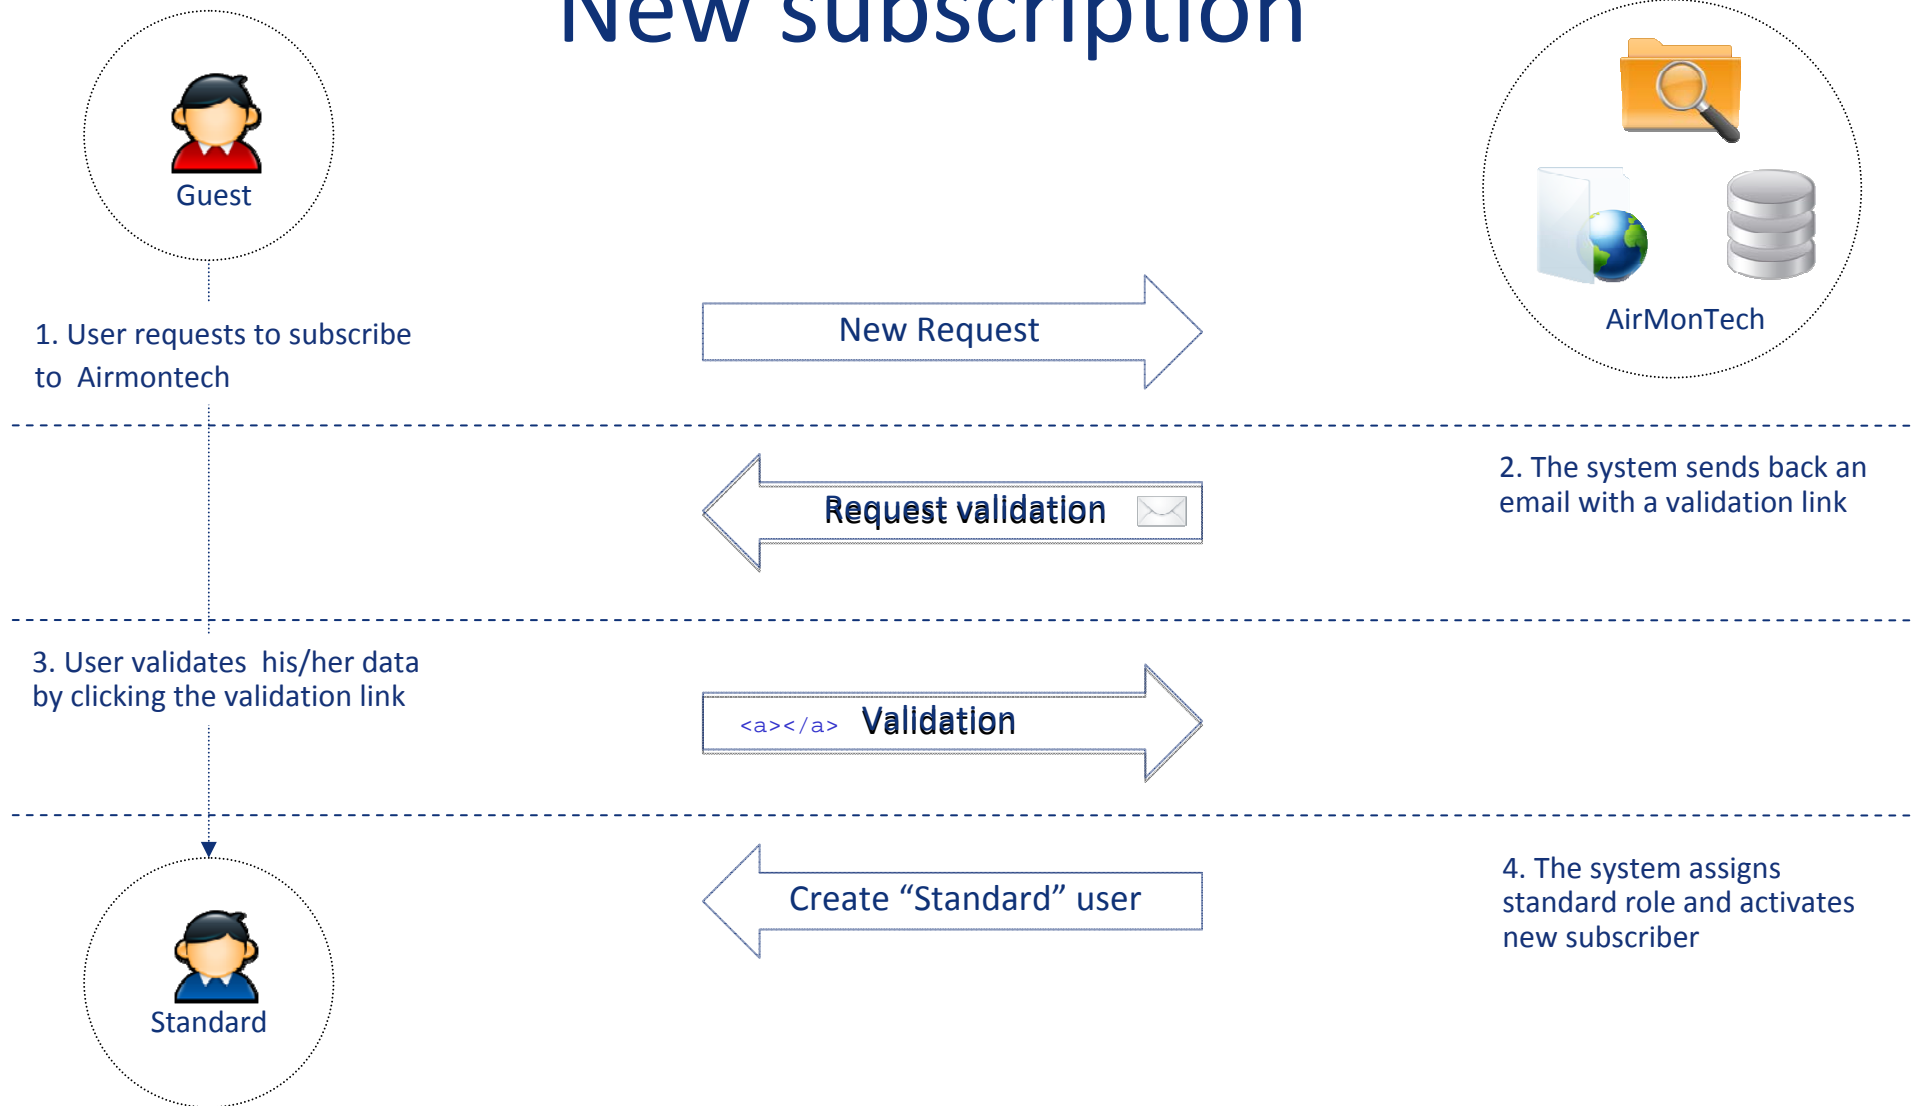 New subscription
Guest
AirMonTech
1. User requests to subscribe
to  Airmontech
New Request
2. The system sends back an
email with a validation link
Request validation
3. User validates  his/her data
by clicking the validation link
<a></a> Validation
4. The system assigns
standard role and activates
new subscriber
Create “Standard” user
Standard